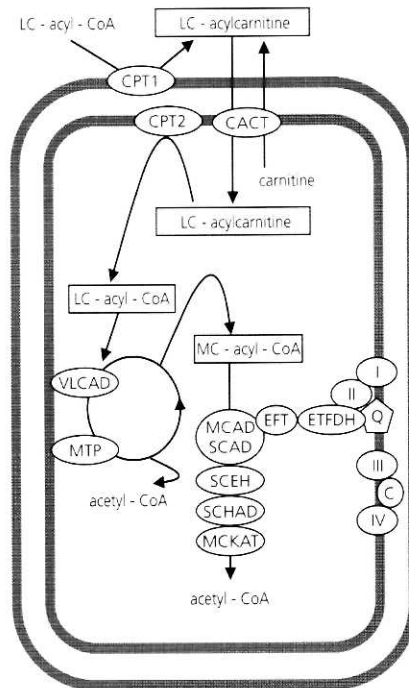 LC - acyl - CoA
LC - acylcarnitine
CPT1
CPT2
CACT
carnitine
LC - acylcarnitine
LC - acyl - CoA
MC - acyl - CoA
VLCAD
MTP
acetyl - CoA
MCAD
SCAD
EFT
ETFDH
Q
I
II
III
C
IV
SCEH
SCHAD
MCKAT
acetyl - CoA